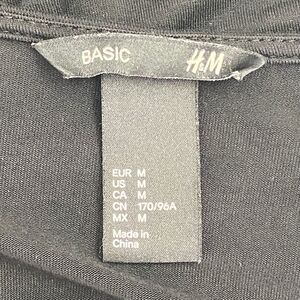 BASIC H&M
EUR M
US M
CA M
CN 170/96A
MX M
Made in
China